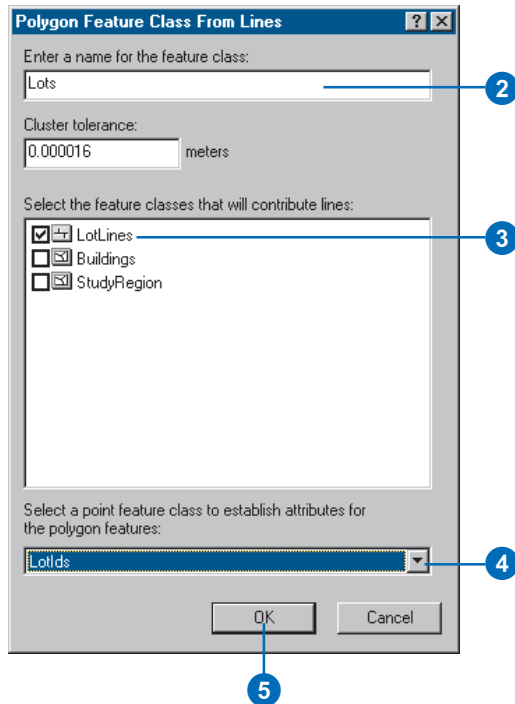 Polygon Feature Class From Lines
Enter a name for the feature class:
Lots
2
Cluster tolerance:
0.000016 meters
Select the feature classes that will contribute lines:
LotLines
3
Buildings
StudyRegion
Select a point feature class to establish attributes for
the polygon features:
LotIds
4
OK Cancel
5